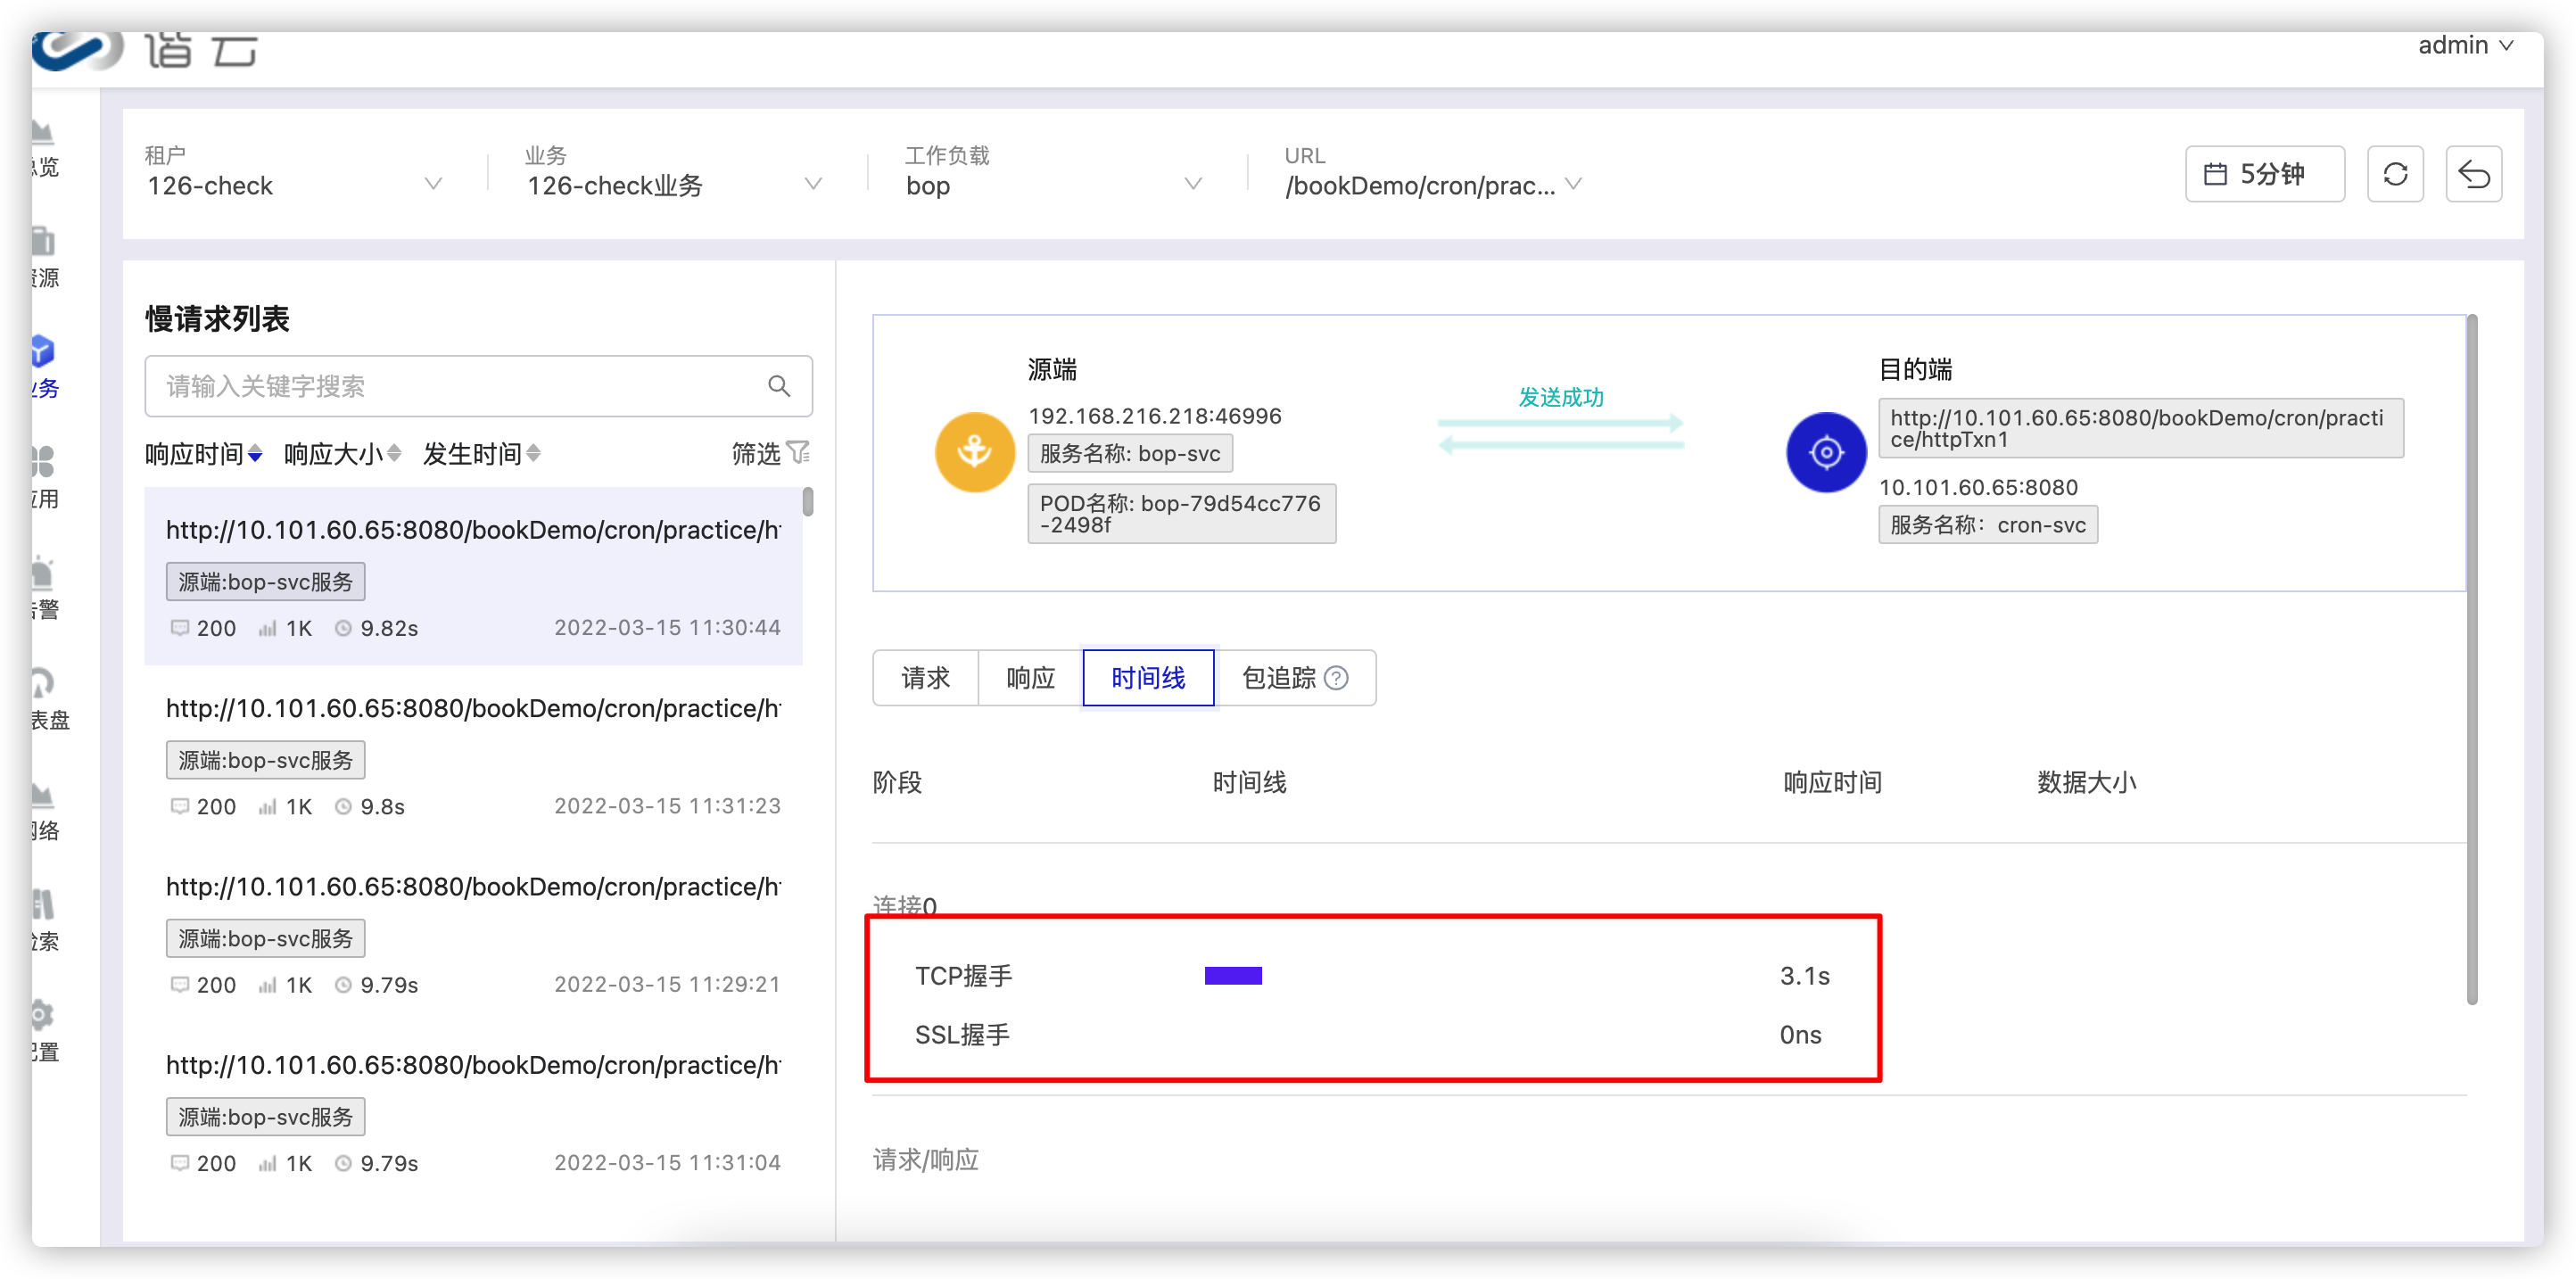 谐云
admin
总览
资源
业务
应用
告警
仪表盘
网络
检索
配置
租户
126-check
业务
126-check业务
工作负载
bop
URL
/bookDemo/cron/prac...
5分钟
慢请求列表
请输入关键字搜索
响应时间 响应大小 发生时间 筛选
http://10.101.60.65:8080/bookDemo/cron/practice/h
源端:bop-svc服务
200 1K 9.82s 2022-03-15 11:30:44
http://10.101.60.65:8080/bookDemo/cron/practice/h
源端:bop-svc服务
200 1K 9.8s 2022-03-15 11:31:23
http://10.101.60.65:8080/bookDemo/cron/practice/h
源端:bop-svc服务
200 1K 9.79s 2022-03-15 11:29:21
http://10.101.60.65:8080/bookDemo/cron/practice/h
源端:bop-svc服务
200 1K 9.79s 2022-03-15 11:31:04
源端
192.168.216.218:46996
服务名称: bop-svc
POD名称: bop-79d54cc776
-2498f
发送成功
目的端
http://10.101.60.65:8080/bookDemo/cron/practi
ce/httpTxn1
10.101.60.65:8080
服务名称: cron-svc
请求 响应 时间线 包追踪 ?
阶段 时间线 响应时间 数据大小
连接0
TCP握手 3.1s
SSL握手 0ns
请求/响应